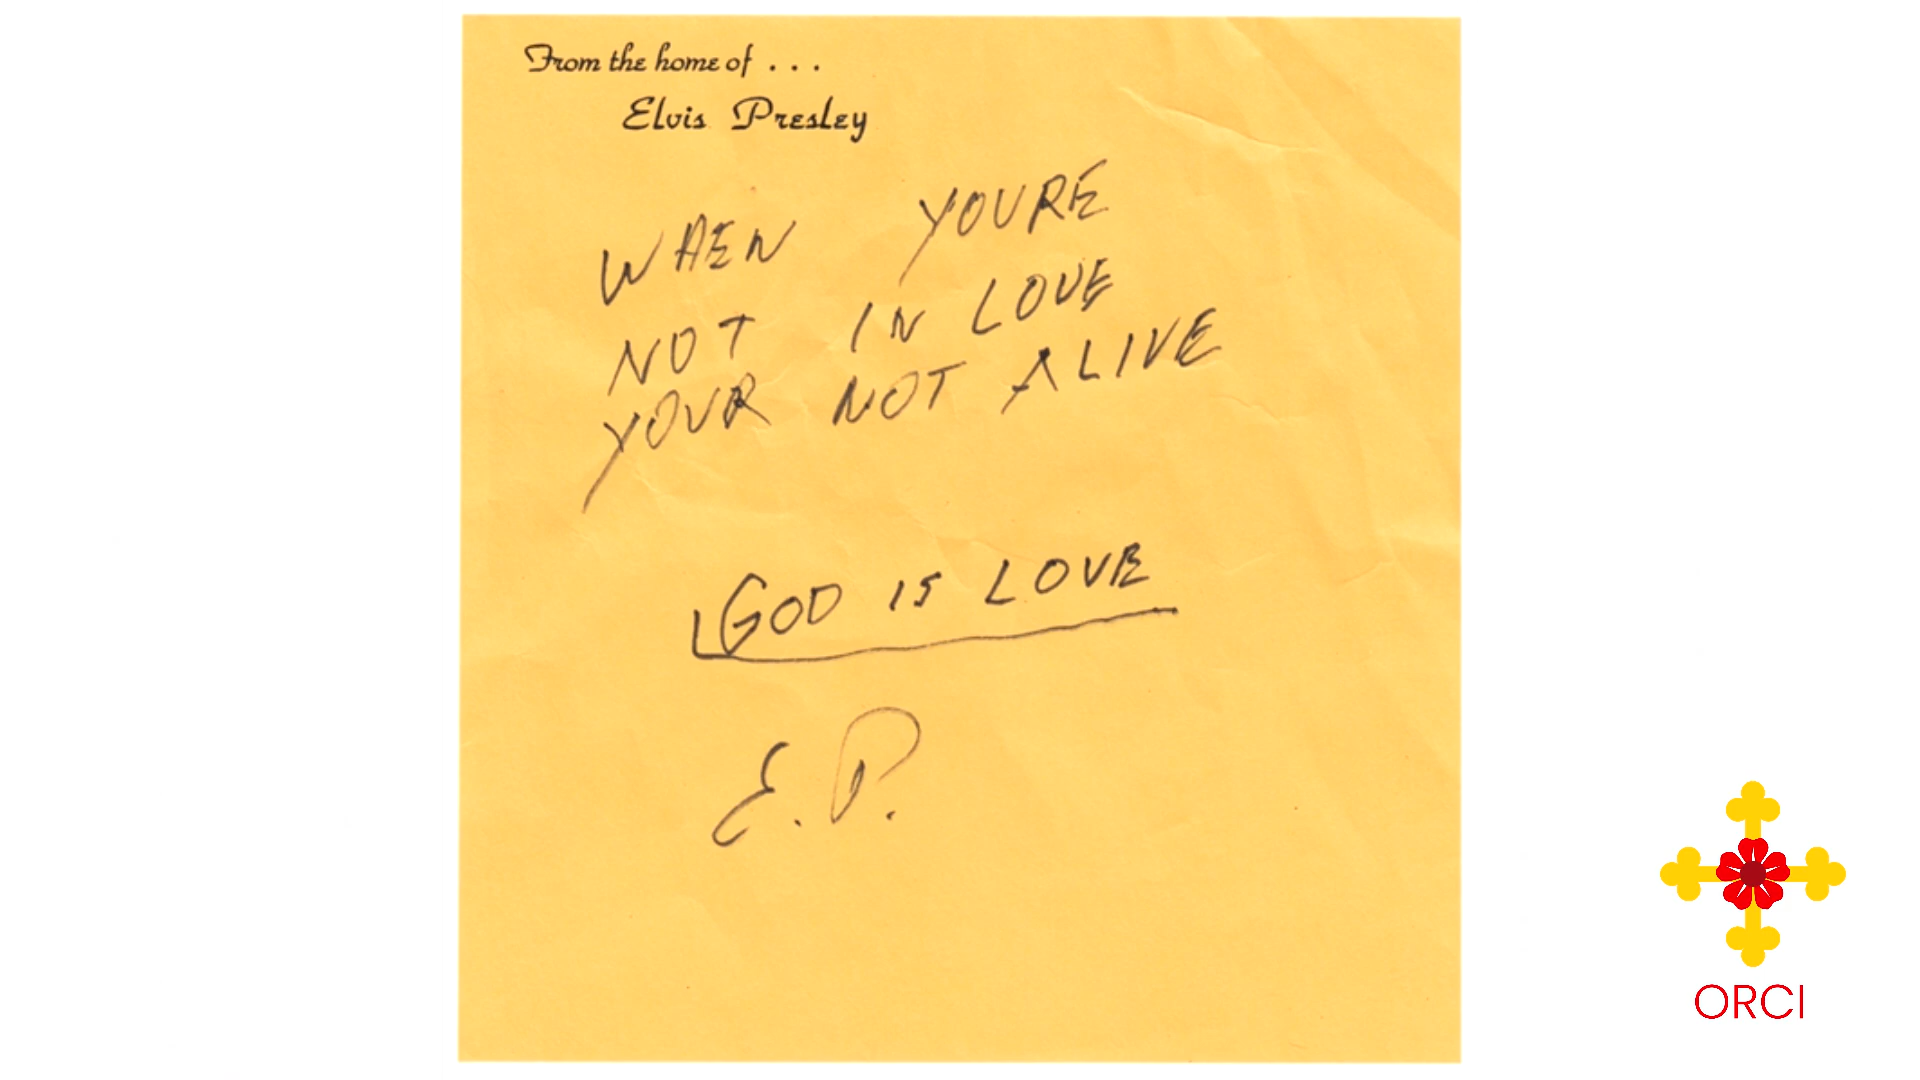 From the home of . . .
Elvis Presley
WHEN YOURE
NOT IN LOVE
YOUR NOT ALIVE
GOD IS LOVE
E.P.
ORCI